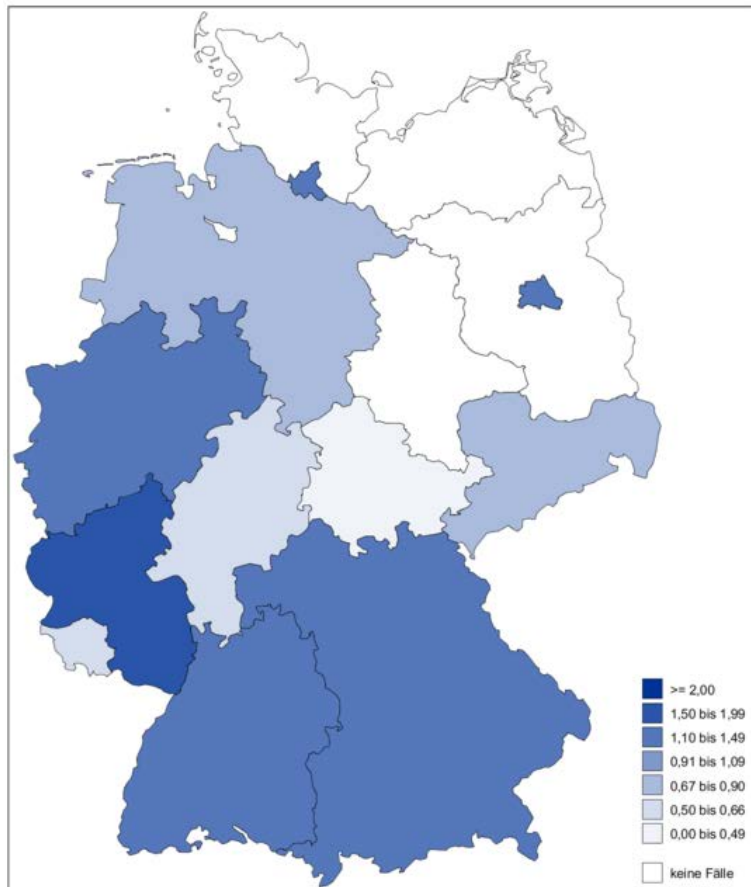 >= 2,00
1,50 bis 1,99
1,10 bis 1,49
0,91 bis 1,09
0,67 bis 0,90
0,50 bis 0,66
0,00 bis 0,49
keine Fälle